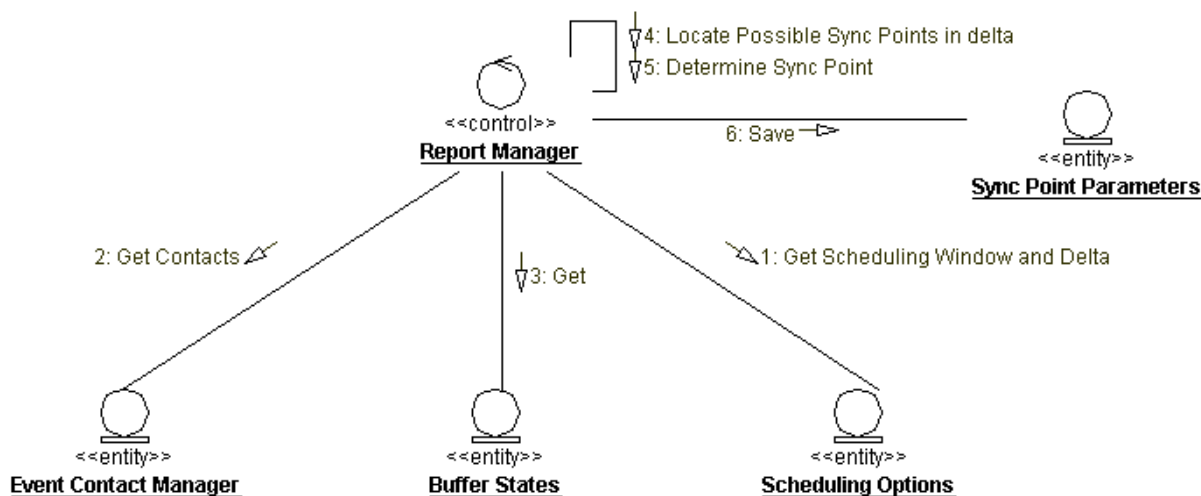 4: Locate Possible Sync Points in delta
5: Determine Sync Point
<<control>>
Report Manager
6: Save
<<entity>>
Sync Point Parameters
2: Get Contacts
3: Get
1: Get Scheduling Window and Delta
<<entity>>
Event Contact Manager
<<entity>>
Buffer States
<<entity>>
Scheduling Options